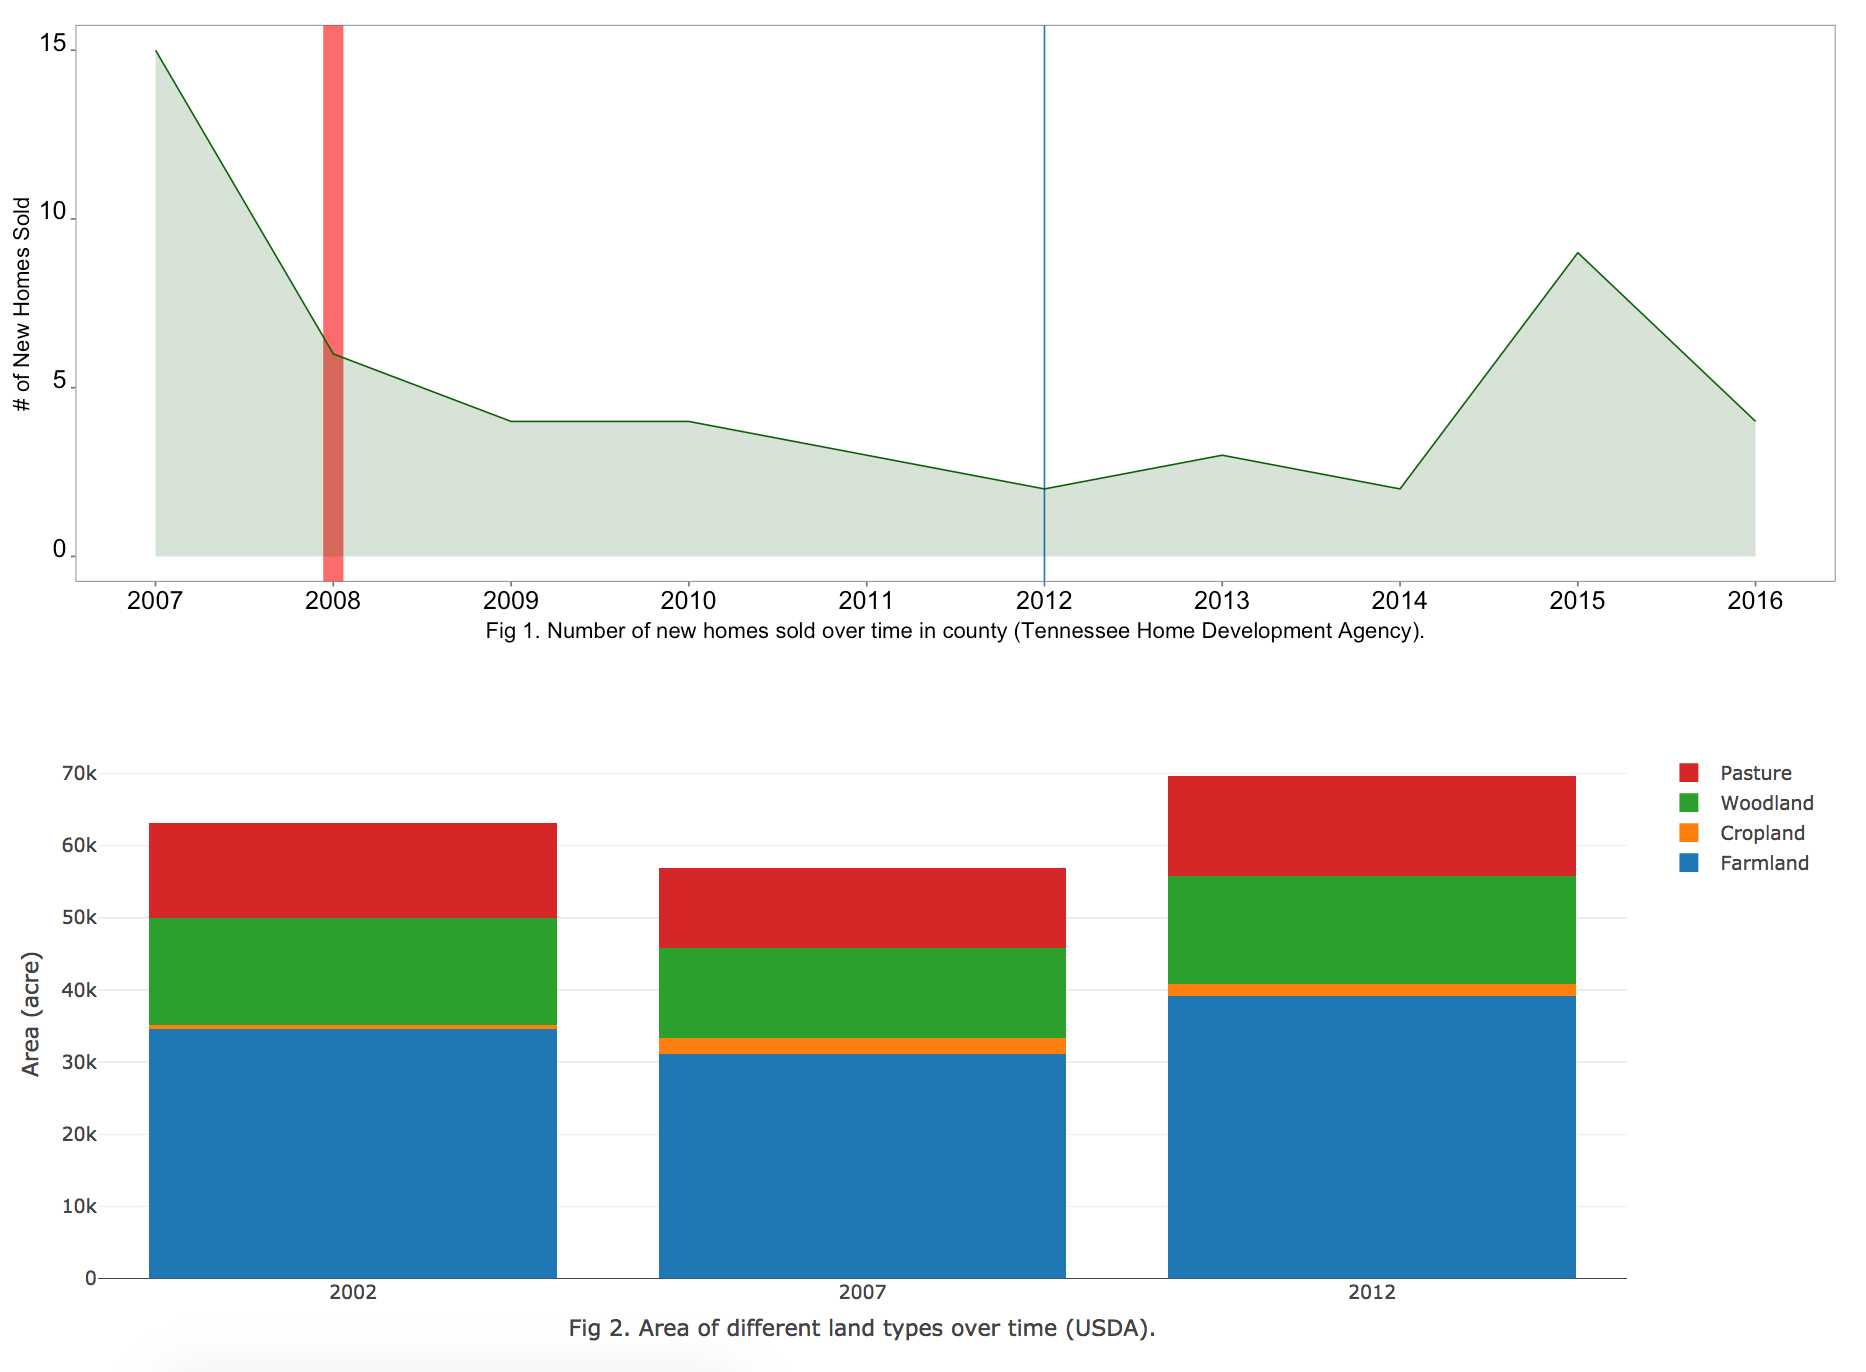 15
10
5
0
# of New Homes Sold
2007 2008 2009 2010 2011 2012 2013 2014 2015 2016
Fig 1. Number of new homes sold over time in county (Tennessee Home Development Agency).
70k
60k
50k
40k
30k
20k
10k
0
Area (acre)
2002 2007 2012
Fig 2. Area of different land types over time (USDA).
Pasture
Woodland
Cropland
Farmland